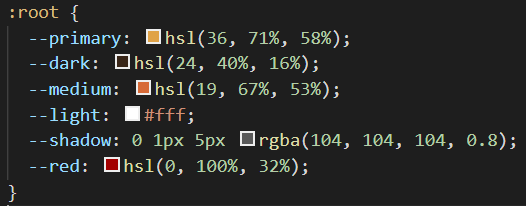 :root {
--primary: hsl(36, 71%, 58%);
--dark: hsl(24, 40%, 16%);
--medium: hsl(19, 67%, 53%);
--light: #fff;
--shadow: 0 1px 5px rgba(104, 104, 104, 0.8);
--red: hsl(0, 100%, 32%);
}